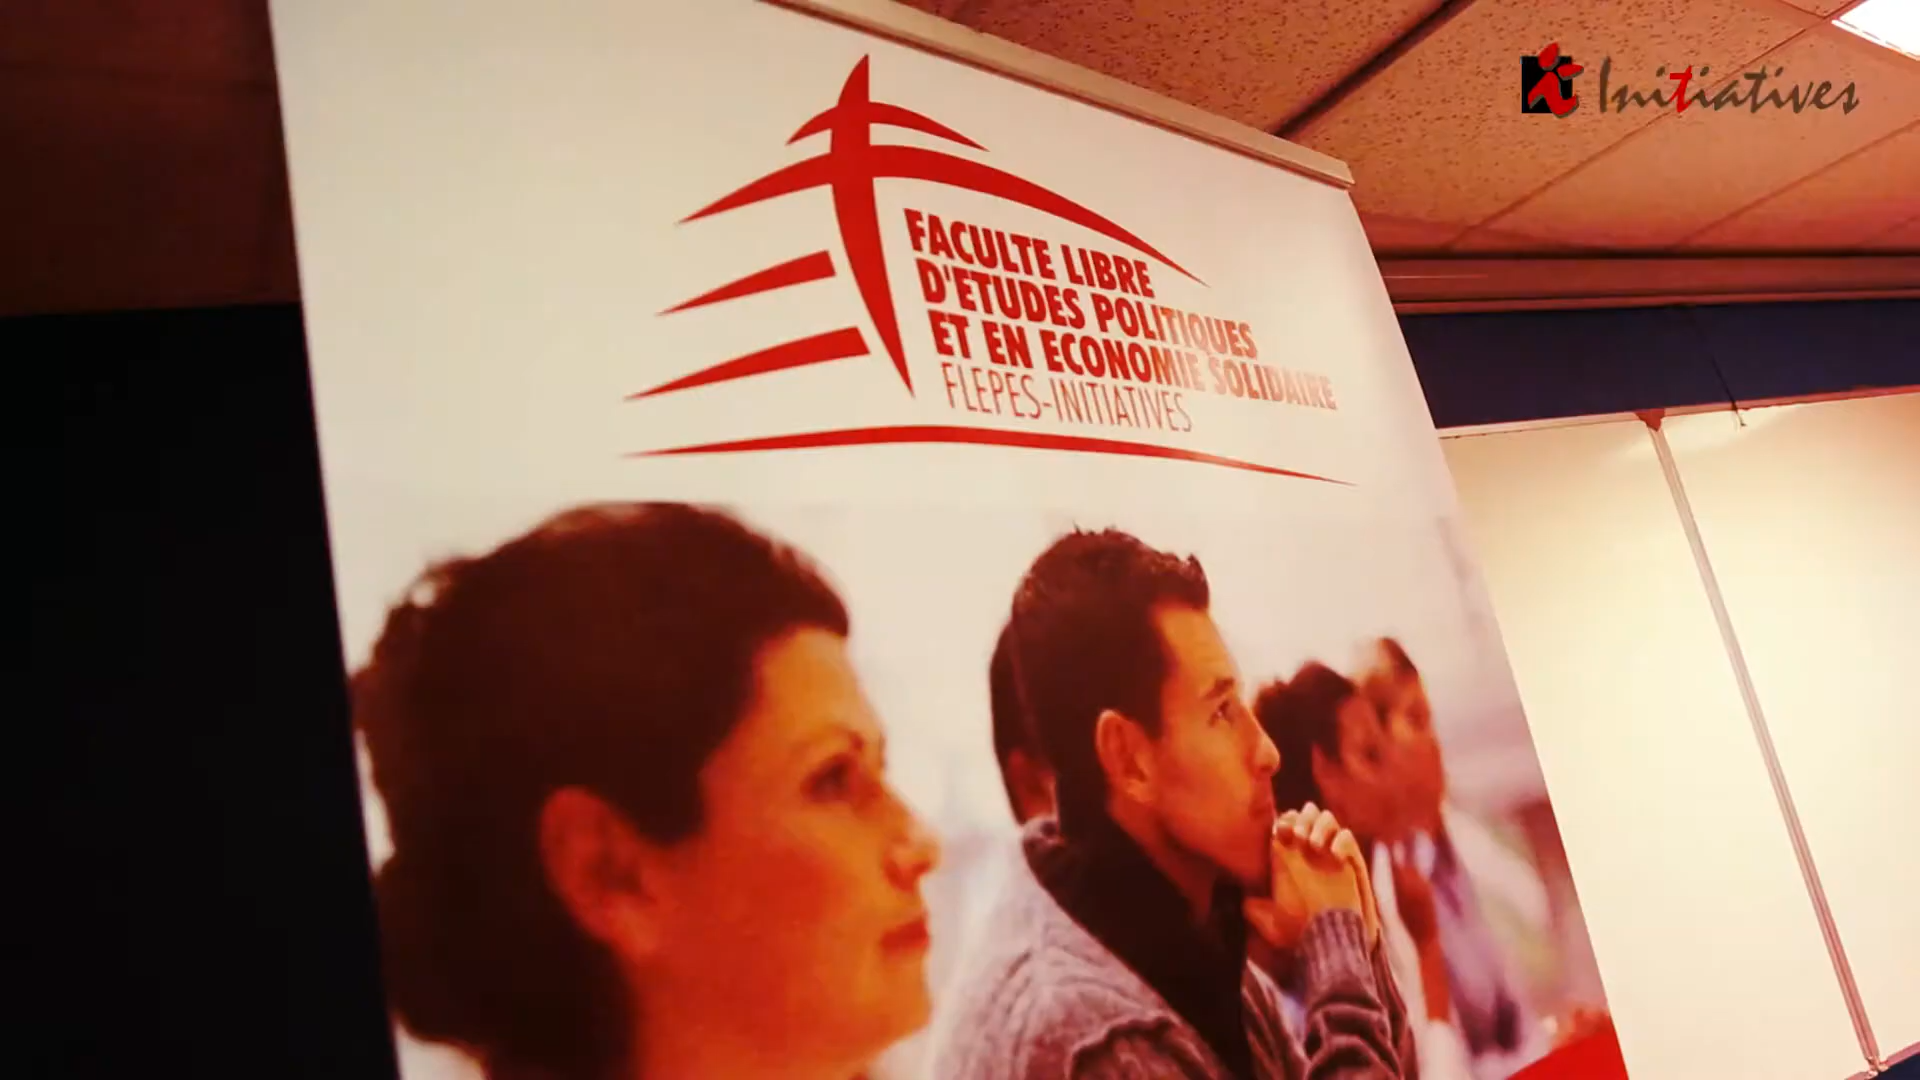 Initiatives
FACULTE LIBRE
D'ETUDES POLITIQUES
ET EN ECONOMIE SOLIDAIRE
FLEPES-INITIATIVES